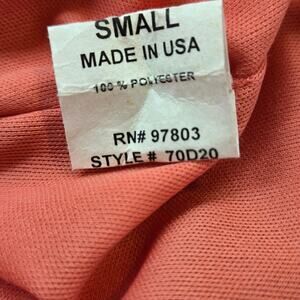 SMALL
MADE IN USA
100 % POLYESTER
RN# 97803
STYLE # 70D20